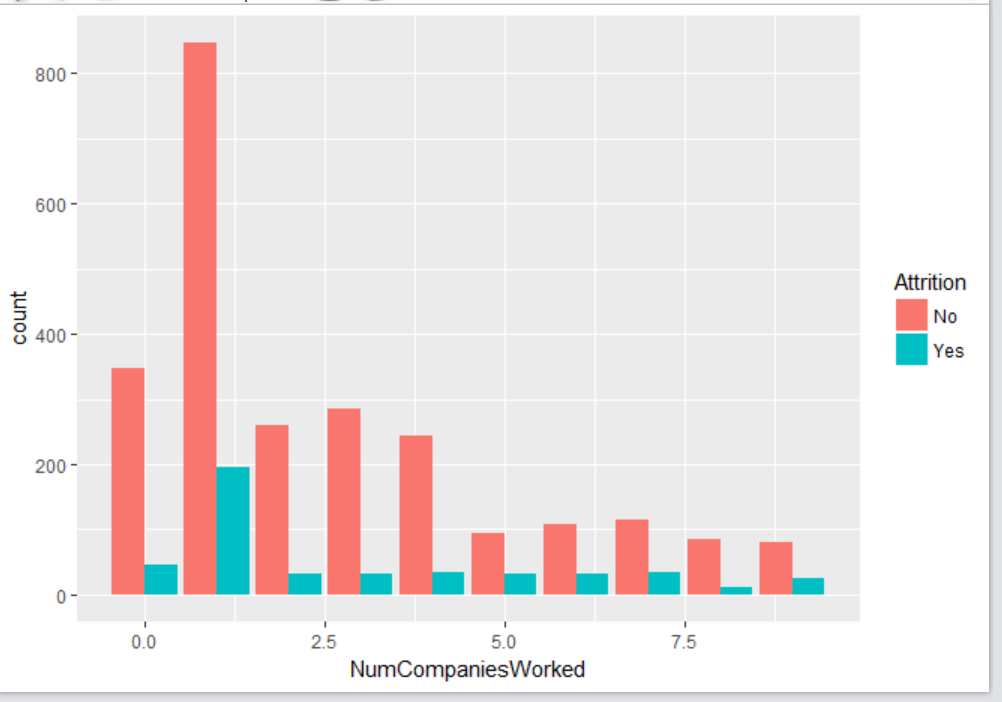 800
600
400
200
0
count
0.0 2.5 5.0 7.5
NumCompaniesWorked
Attrition
No
Yes